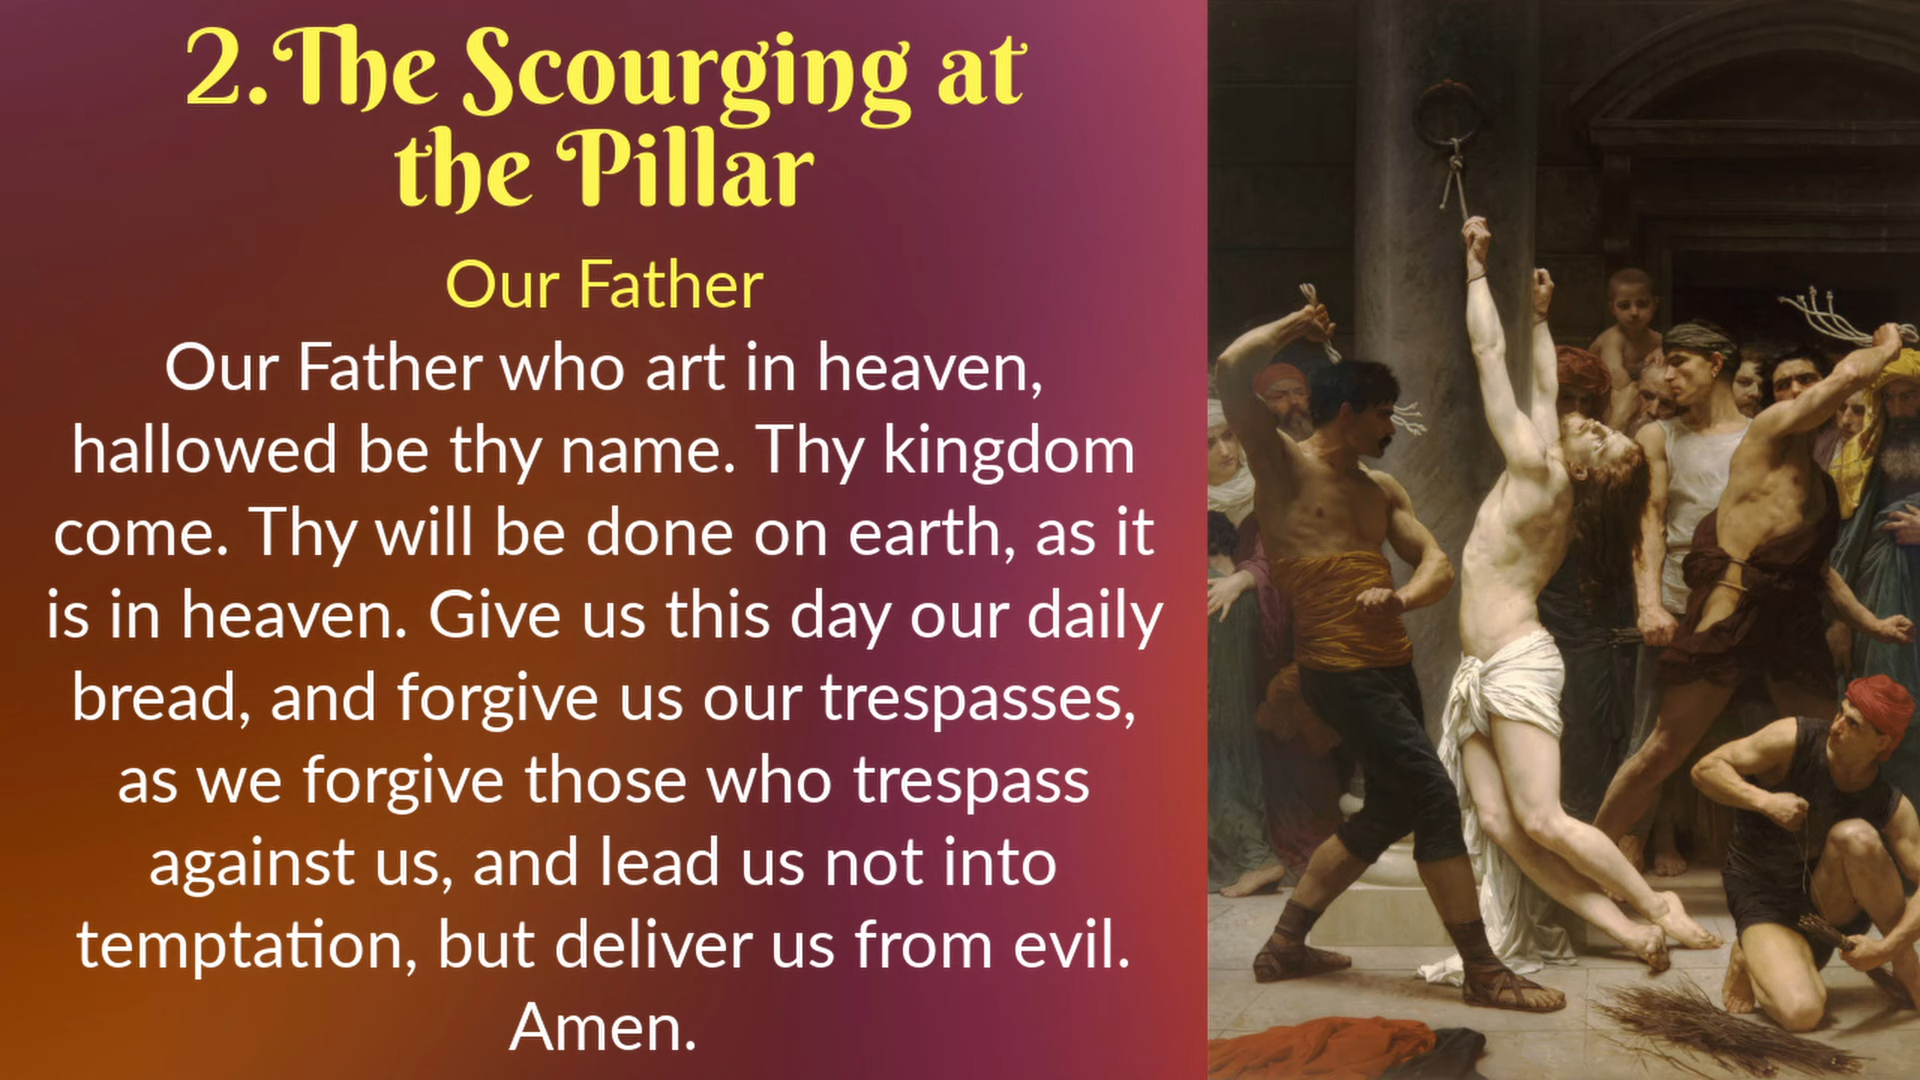 2.The Scourging at
the Pillar
Our Father
Our Father who art in heaven,
hallowed be thy name. Thy kingdom
come. Thy will be done on earth, as it
is in heaven. Give us this day our daily
bread, and forgive us our trespasses,
as we forgive those who trespass
against us, and lead us not into
temptation, but deliver us from evil.
Amen.